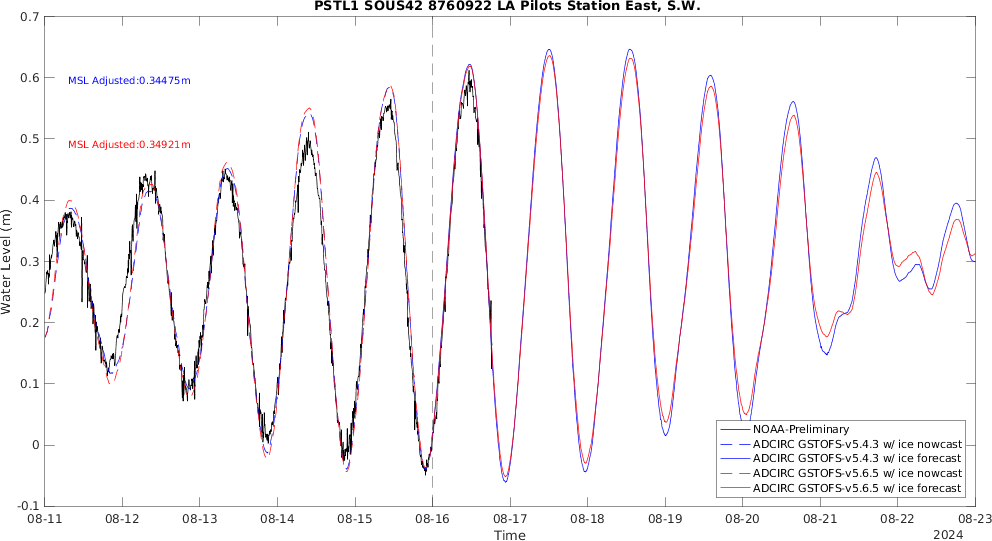 PSTL1 SOUS42 8760922 LA Pilots Station East, S.W.
0.7
0.6
0.5
0.4
0.3
0.2
0.1
0
-0.1
Water Level (m)
MSL Adjusted:0.34475m
MSL Adjusted:0.34921m
NOAA-Preliminary
ADCIRC GSTOFS-v5.4.3 w/ ice nowcast
ADCIRC GSTOFS-v5.4.3 w/ ice forecast
ADCIRC GSTOFS-v5.6.5 w/ ice nowcast
ADCIRC GSTOFS-v5.6.5 w/ ice forecast
08-11 08-12 08-13 08-14 08-15 08-16 08-17 08-18 08-19 08-20 08-21 08-22 08-23
Time
2024